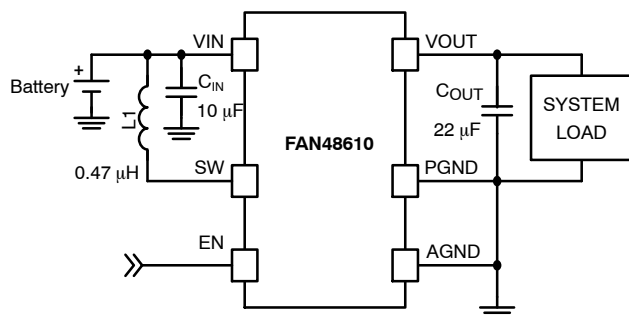 VIN
VOUT
+
Battery
L1
CIN
10 μF
COUT
22 μF
SYSTEM
LOAD
FAN48610
0.47 μH
SW
PGND
EN
AGND